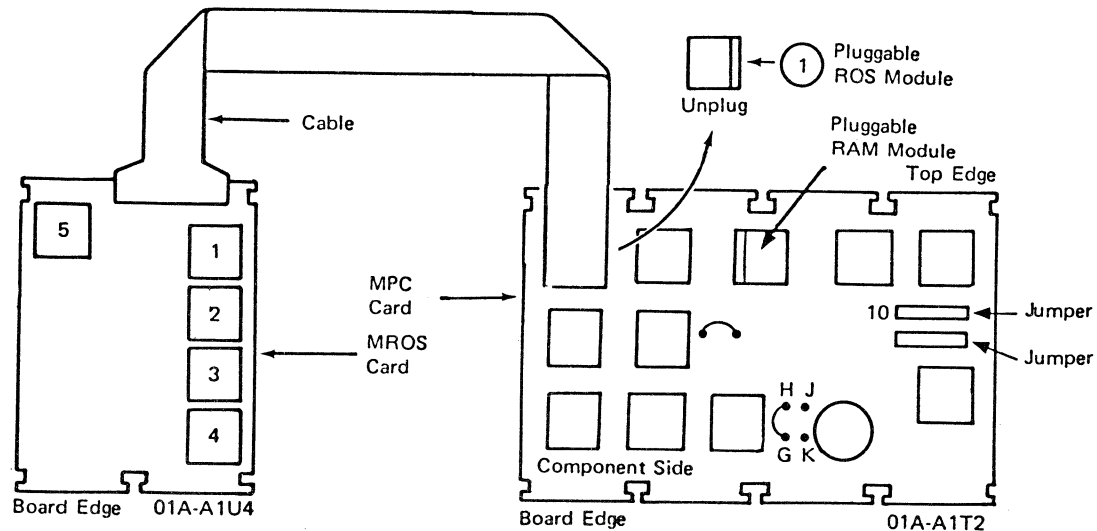 1
Pluggable
ROS Module
Unplug
Cable
Pluggable
RAM Module
Top Edge
5
1
2
3
4
MPC
Card
MROS
Card
10
Jumper
Jumper
H J
G K
Component Side
Board Edge
01A-A1U4
Board Edge
01A-A1T2